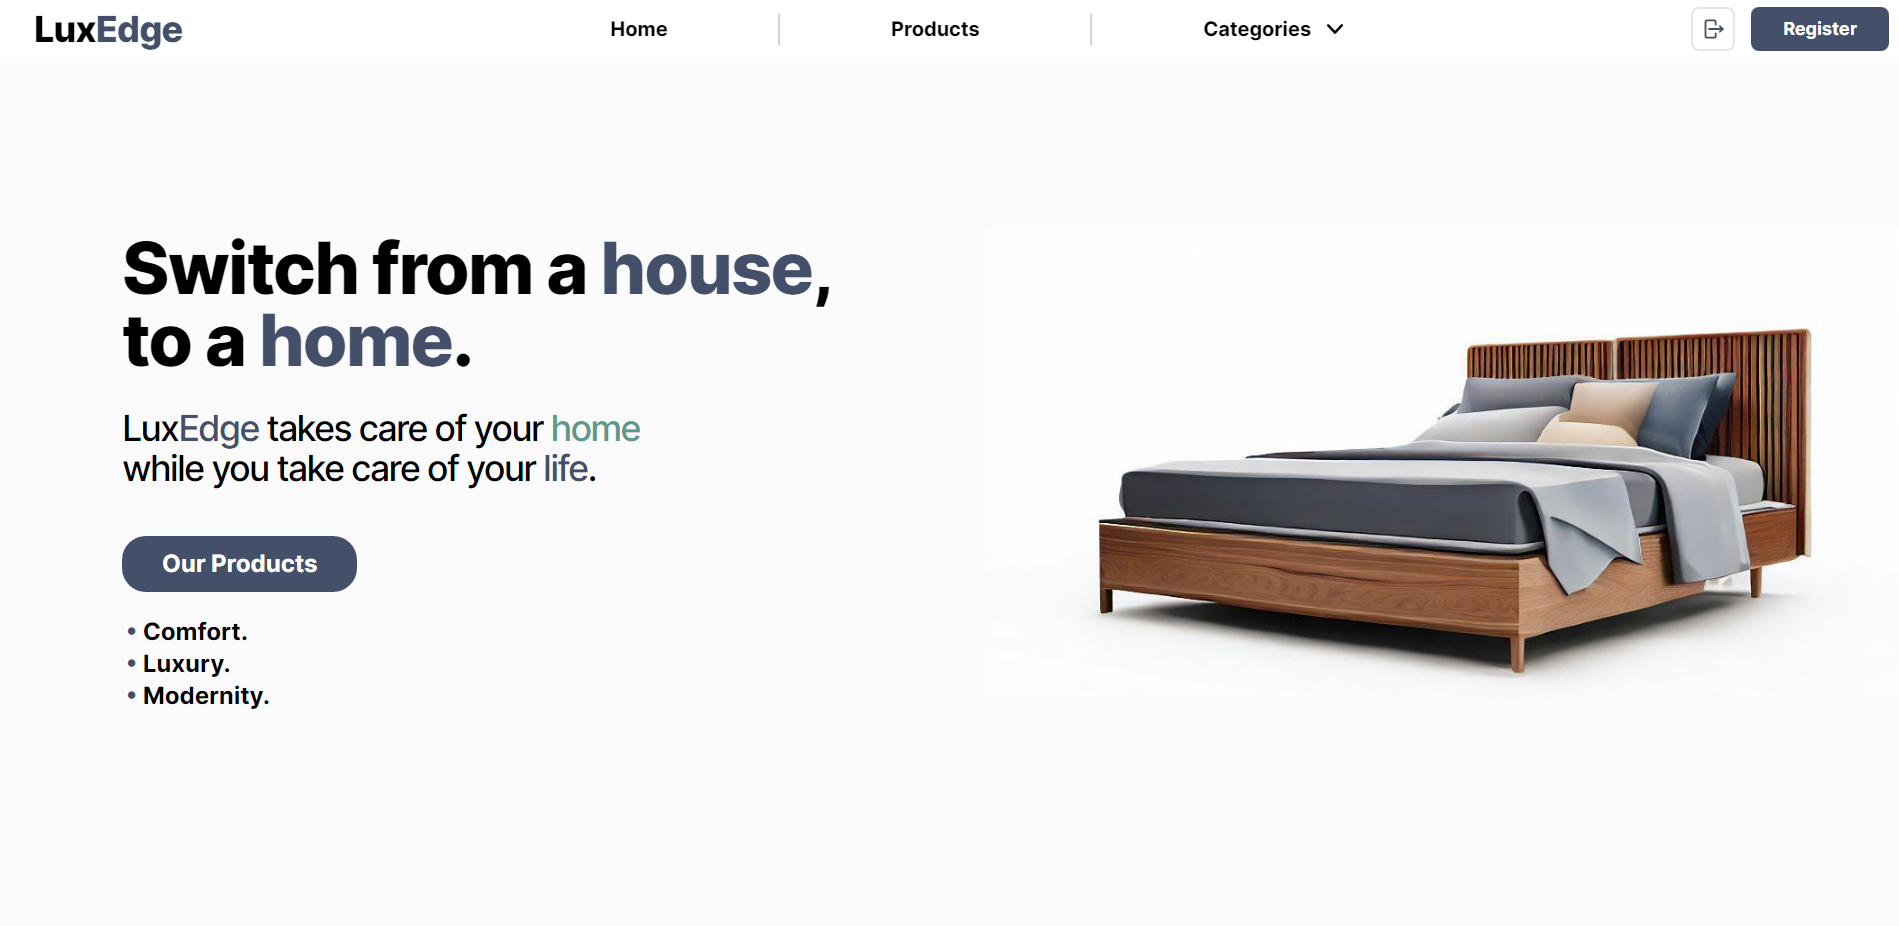 LuxEdge
Home
Products
Categories
Register
Switch from a house,
to a home.
LuxEdge takes care of your home
while you take care of your life.
Our Products
• Comfort.
• Luxury.
• Modernity.